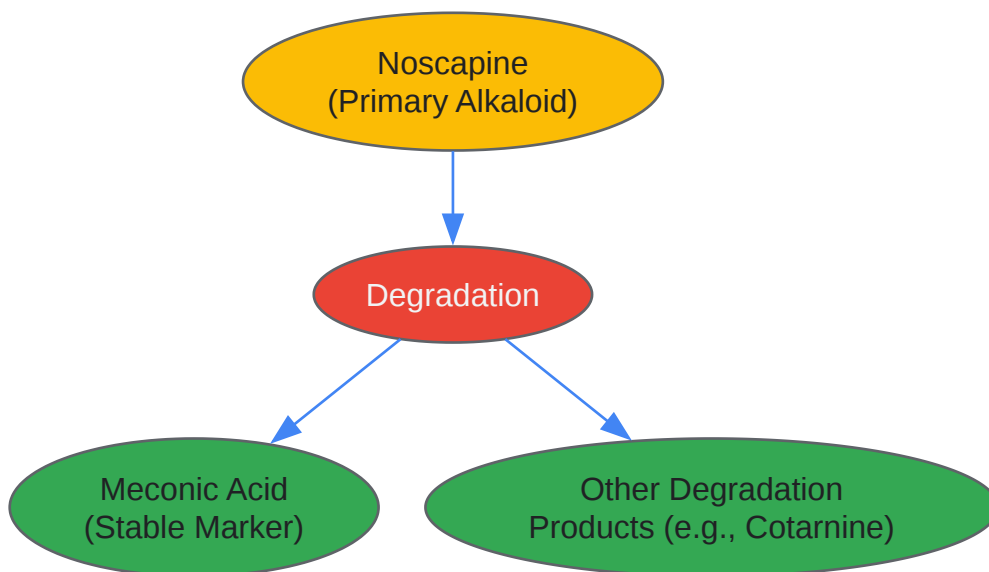 Noscapine
(Primary Alkaloid)
Degradation
Meconic Acid
(Stable Marker)
Other Degradation
Products (e.g., Cotarnine)